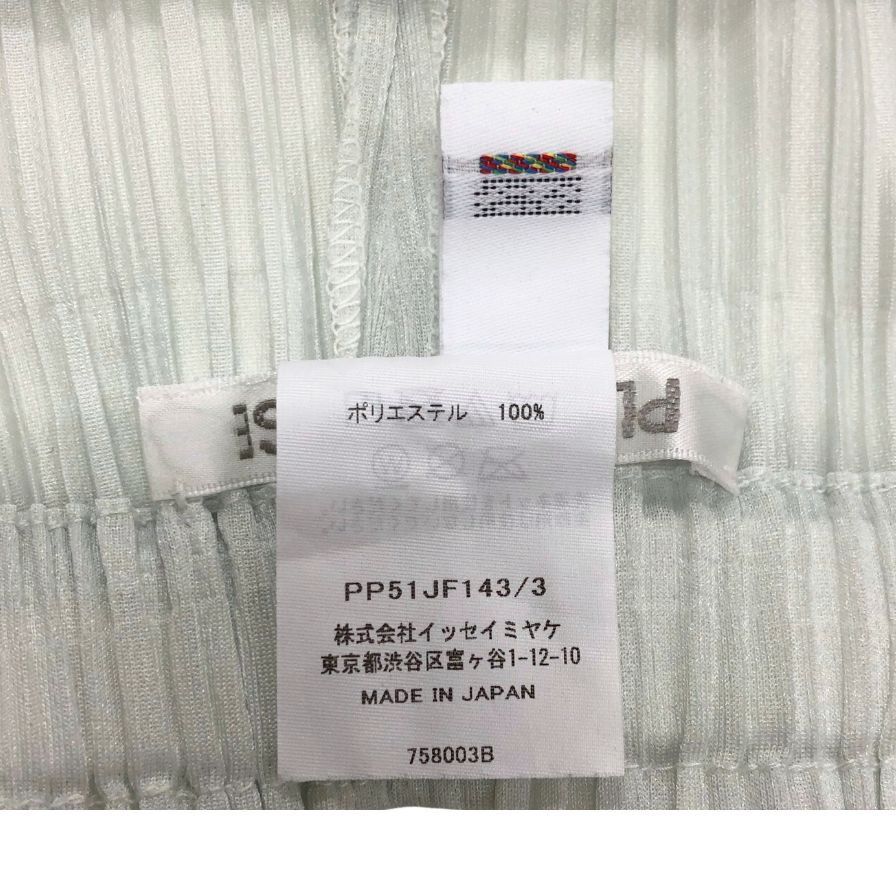 ポリエステル 100%
PP51JF143/3
株式会社イッセイミヤケ
東京都渋谷区富ヶ谷1-12-10
MADE IN JAPAN
758003B